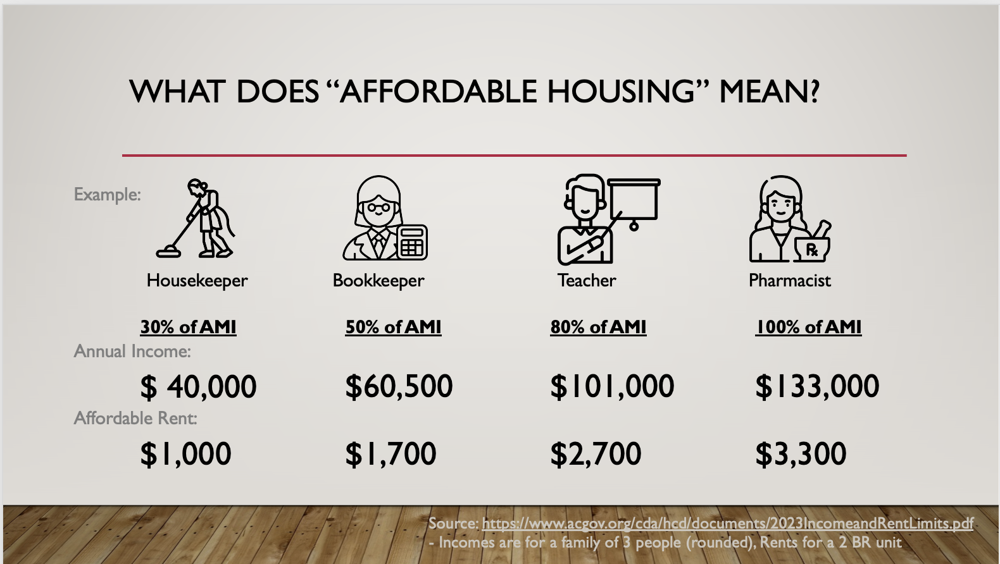 WHAT DOES “AFFORDABLE HOUSING” MEAN?
Example:
Rx
Housekeeper Bookkeeper Teacher Pharmacist
30% of AMI 50% of AMI 80% of AMI 100% of AMI
Annual Income:
$ 40,000 $60,500 $101,000 $133,000
Affordable Rent:
$1,000 $1,700 $2,700 $3,300
Source: https://www.acgov.org/cda/hcd/documents/2023IncomeandRentLimits.pdf
- Incomes are for a family of 3 people (rounded), Rents for a 2 BR unit